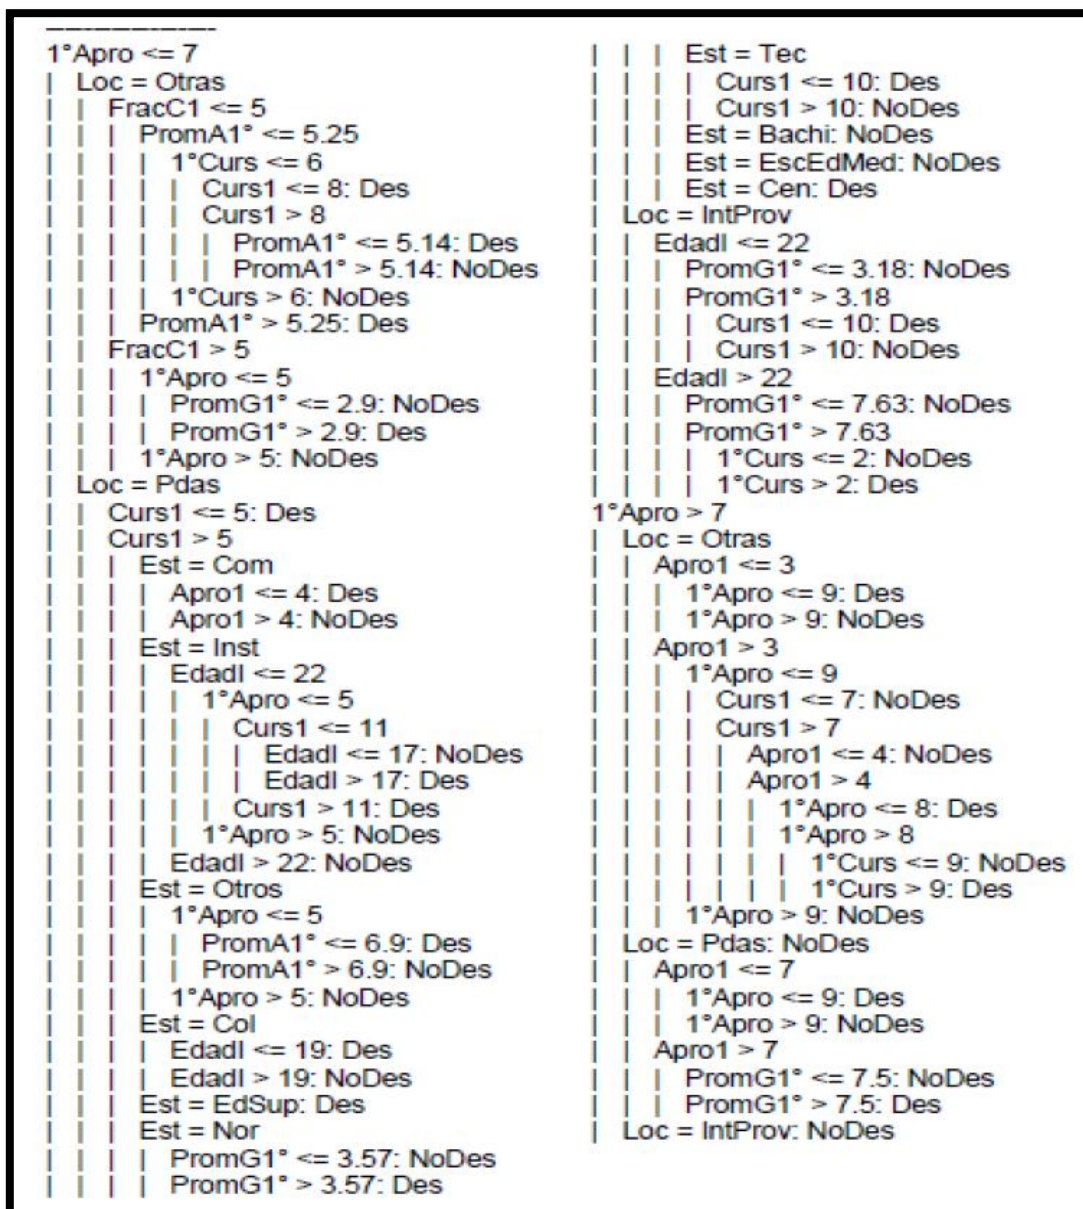 1°Apro <= 7
| Loc = Otras
| | FracC1 <= 5
| | | PromA1° <= 5.25
| | | | 1°Curs <= 6
| | | | | Curs1 <= 8: Des
| | | | | Curs1 > 8
| | | | | | PromA1° <= 5.14: Des
| | | | | | PromA1° > 5.14: NoDes
| | | | 1°Curs > 6: NoDes
| | | PromA1° > 5.25: Des
| | FracC1 > 5
| | | 1°Apro <= 5
| | | | PromG1° <= 2.9: NoDes
| | | | PromG1° > 2.9: Des
| | | 1°Apro > 5: NoDes
| Loc = Pdas
| | Curs1 <= 5: Des
| | Curs1 > 5
| | | Est = Com
| | | | Apro1 <= 4: Des
| | | | Apro1 > 4: NoDes
| | | Est = Inst
| | | | EdadI <= 22
| | | | | 1°Apro <= 5
| | | | | | Curs1 <= 11
| | | | | | | EdadI <= 17: NoDes
| | | | | | | EdadI > 17: Des
| | | | | | Curs1 > 11: Des
| | | | | 1°Apro > 5: NoDes
| | | | EdadI > 22: NoDes
| | | Est = Otros
| | | | 1°Apro <= 5
| | | | | PromA1° <= 6.9: Des
| | | | | PromA1° > 6.9: NoDes
| | | | 1°Apro > 5: NoDes
| | | Est = Col
| | | | EdadI <= 19: Des
| | | | EdadI > 19: NoDes
| | | Est = EdSup: Des
| | | Est = Nor
| | | | PromG1° <= 3.57: NoDes
| | | | PromG1° > 3.57: Des
| | | Est = Tec
| | | | Curs1 <= 10: Des
| | | | Curs1 > 10: NoDes
| | | Est = Bachi: NoDes
| | | Est = EscEdMed: NoDes
| | | Est = Cen: Des
| Loc = IntProv
| | EdadI <= 22
| | | PromG1° <= 3.18: NoDes
| | | PromG1° > 3.18
| | | | Curs1 <= 10: Des
| | | | Curs1 > 10: NoDes
| | EdadI > 22
| | | PromG1° <= 7.63: NoDes
| | | PromG1° > 7.63
| | | | 1°Curs <= 2: NoDes
| | | | 1°Curs > 2: Des
1°Apro > 7
| Loc = Otras
| | Apro1 <= 3
| | | 1°Apro <= 9: Des
| | | 1°Apro > 9: NoDes
| | Apro1 > 3
| | | 1°Apro <= 9
| | | | Curs1 <= 7: NoDes
| | | | Curs1 > 7
| | | | | Apro1 <= 4: NoDes
| | | | | Apro1 > 4
| | | | | | 1°Apro <= 8: Des
| | | | | | 1°Apro > 8
| | | | | | | 1°Curs <= 9: NoDes
| | | | | | | 1°Curs > 9: Des
| | | 1°Apro > 9: NoDes
| Loc = Pdas: NoDes
| | Apro1 <= 7
| | | 1°Apro <= 9: Des
| | | 1°Apro > 9: NoDes
| | Apro1 > 7
| | | PromG1° <= 7.5: NoDes
| | | PromG1° > 7.5: Des
| Loc = IntProv: NoDes